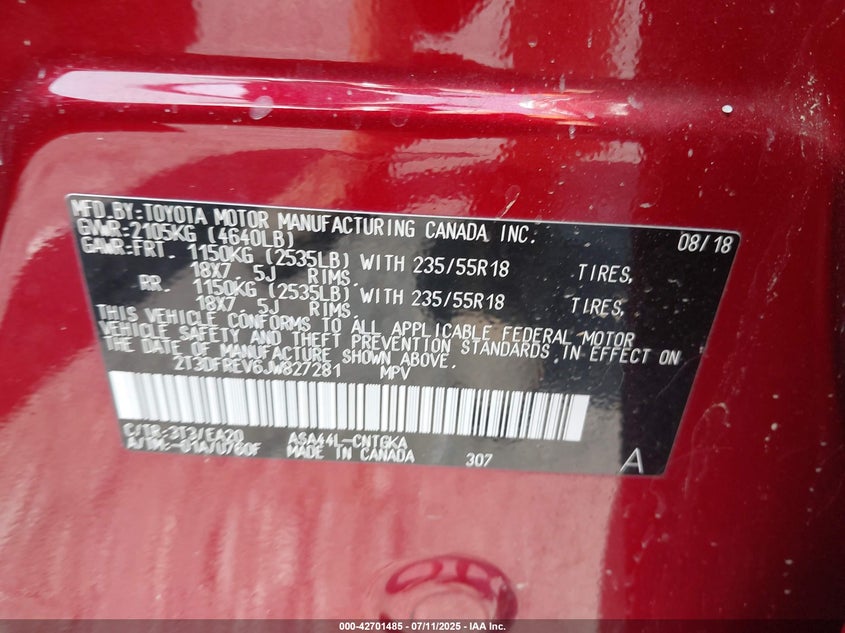 MFD.BY:TOYOTA MOTOR MANUFACTURING CANADA INC. 08/18
GVWR:2105KG (4640LB)
GAWR:FRT. 1150KG (2535LB) WITH 235/55R18 TIRES,
18X7 5J RIMS.
RR. 1150KG (2535LB) WITH 235/55R18 TIRES,
18X7 5J RIMS.
THIS VEHICLE CONFORMS TO ALL APPLICABLE FEDERAL MOTOR
VEHICLE SAFETY AND THEFT PREVENTION STANDARDS IN EFFECT ON
THE DATE OF MANUFACTURE SHOWN ABOVE.
2T3DFREV6JW827281 MPV
C/TR:3T3/EA20 ASA44L-CNTGKA
A/TM:-01A/U760F MADE IN CANADA 307 A
000-42701485 - 07/11/2025 - IAA Inc.